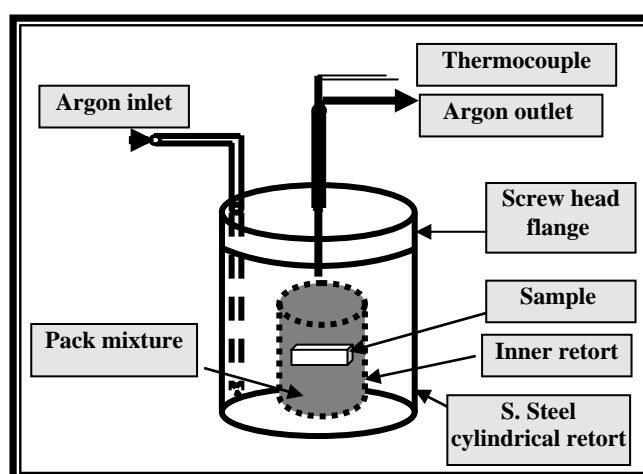 Thermocouple
Argon inlet
Argon outlet
Screw head
flange
Sample
Pack mixture
Inner retort
S. Steel
cylindrical retort